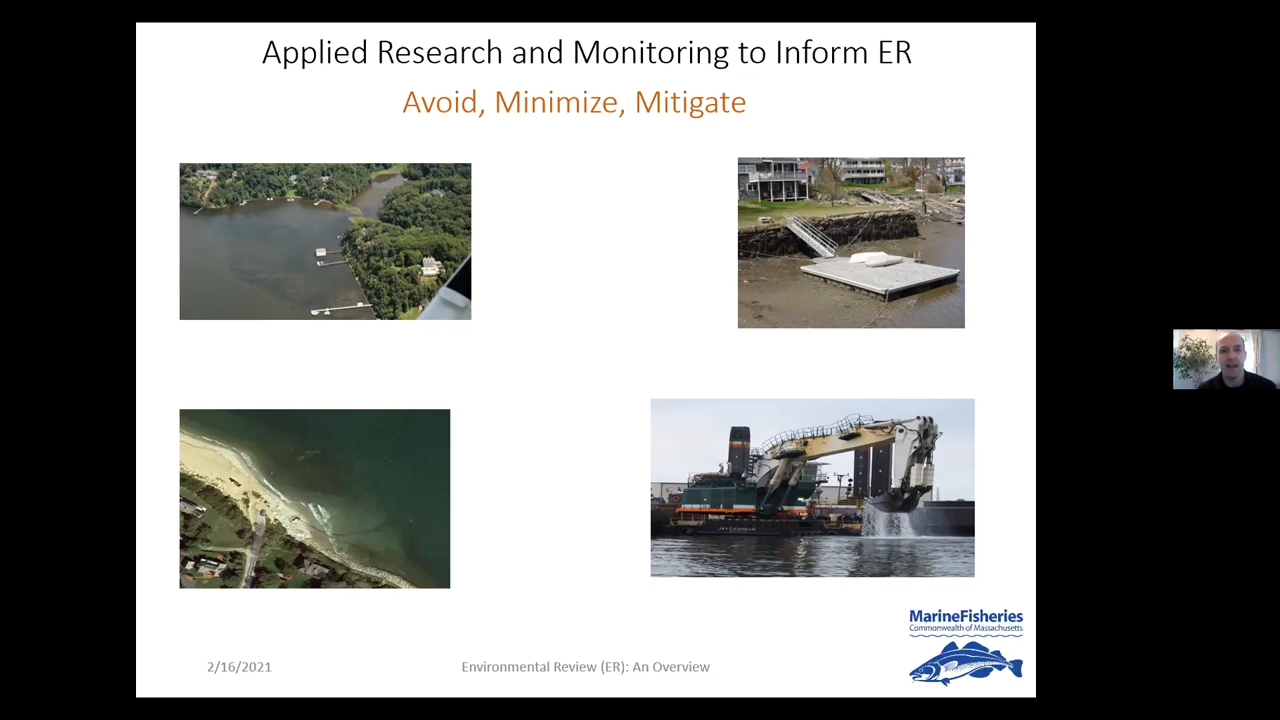 Applied Research and Monitoring to Inform ER
Avoid, Minimize, Mitigate
MarineFisheries
Commonwealth of Massachusetts
2/16/2021
Environmental Review (ER): An Overview